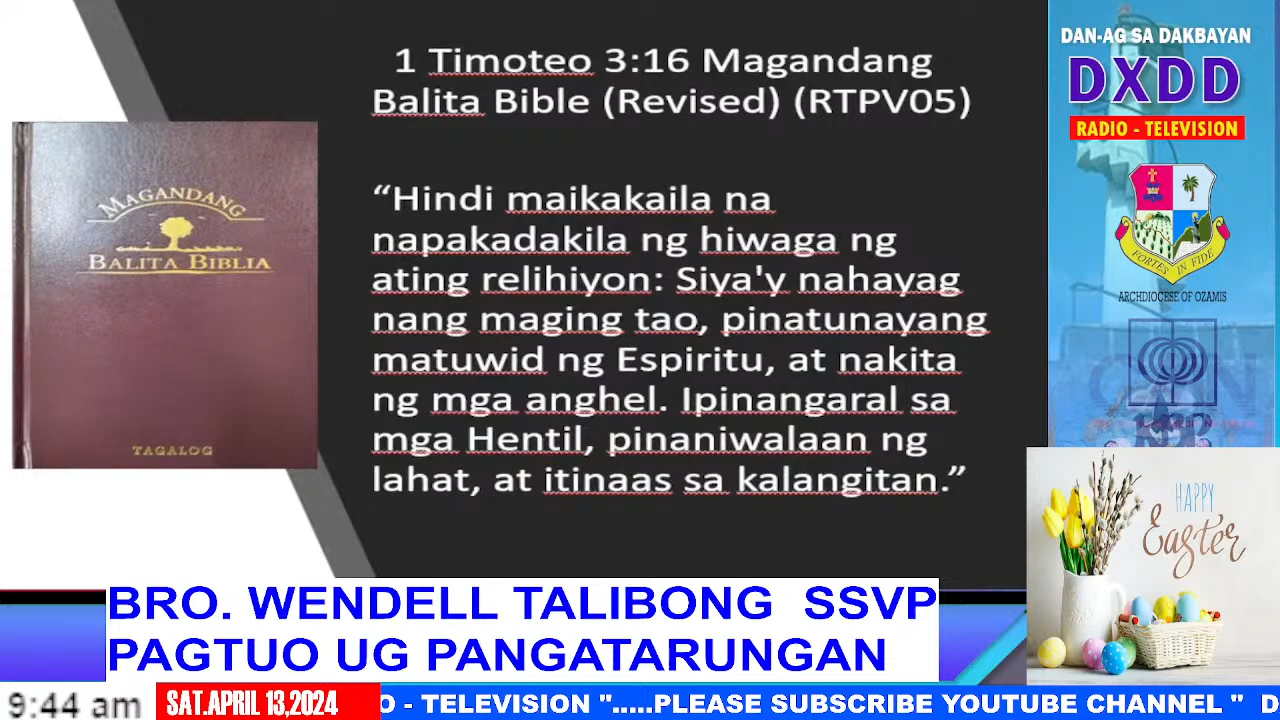 1 Timoteo 3:16 Magandang
Balita Bible (Revised) (RTPV05)
“Hindi maikakaila na
napakadakila ng hiwaga ng
ating relihiyon: Siya'y nahayag
nang maging tao, pinatunayang
matuwid ng Espiritu, at nakita
ng mga anghel. Ipinangaral sa
mga Hentil, pinaniwalaan ng
lahat, at itinaas sa kalangitan.”
MAGANDANG
BALITA BIBLIA
TAGALOG
DAN-AG SA DAKBAYAN
DXDD
RADIO - TELEVISION
FORTES IN FIDE
ARCHDIOCESE OF OZAMIS
HAPPY
Easter
BRO. WENDELL TALIBONG SSVP
PAGTUO UG PANGATARUNGAN
9:44 am
SAT.APRIL 13,2024
O - TELEVISION ".....PLEASE SUBSCRIBE YOUTUBE CHANNEL " D